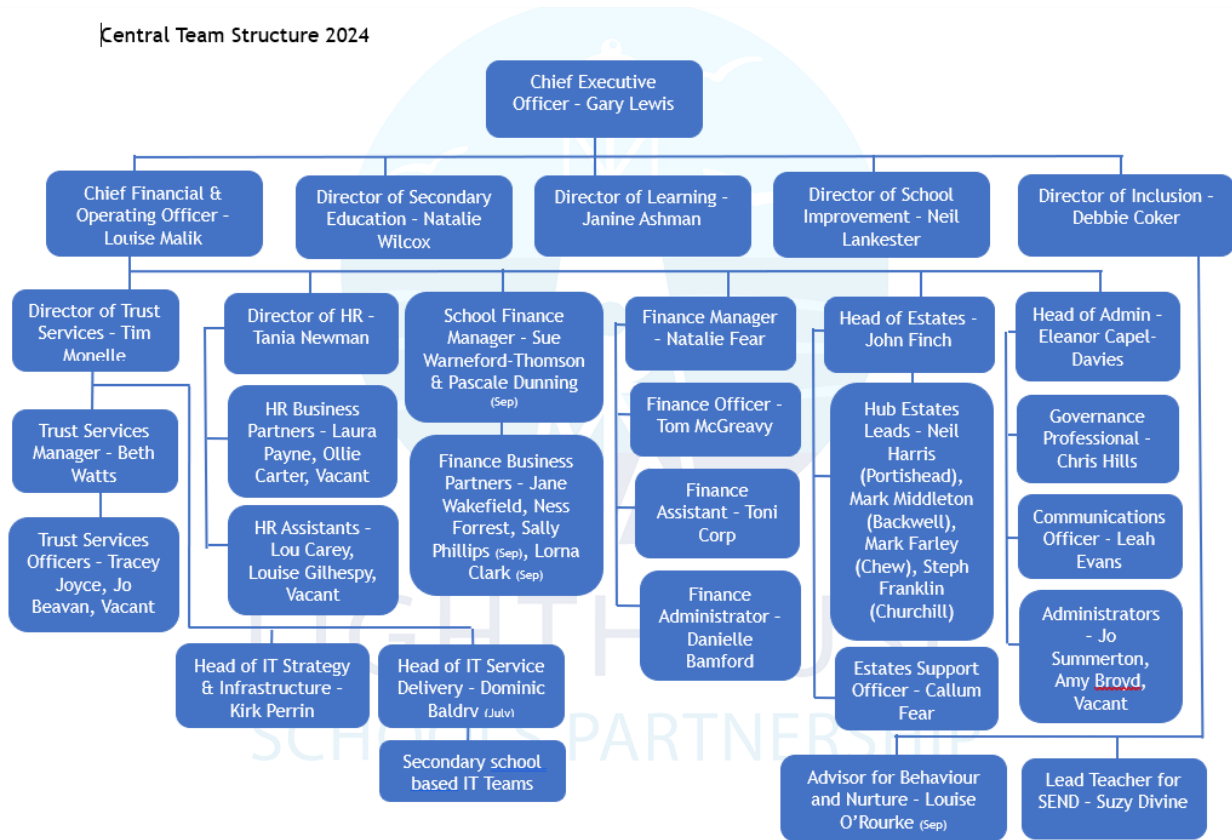 Central Team Structure 2024
Chief Executive
Officer – Gary Lewis
Chief Financial &
Operating Officer –
Louise Malik
Director of Secondary
Education – Natalie
Wilcox
Director of Learning –
Janine Ashman
Director of School
Improvement – Neil
Lankester
Director of Inclusion –
Debbie Coker
Director of Trust
Services – Tim
Monelle
Director of HR –
Tania Newman
School Finance
Manager – Sue
Warneford-Thomson
& Pascale Dunning
(Sep)
Finance Manager
– Natalie Fear
Head of Estates –
John Finch
Head of Admin –
Eleanor Capel-
Davies
Trust Services
Manager – Beth
Watts
HR Business
Partners – Laura
Payne, Ollie
Carter, Vacant
Finance Business
Partners – Jane
Wakefield, Ness
Forrest, Sally
Phillips (Sep), Lorna
Clark (Sep)
Finance Officer –
Tom McGreavy
Hub Estates
Leads – Neil
Harris
(Portishead),
Mark Middleton
(Backwell),
Mark Farley
(Chew), Steph
Franklin
(Churchill)
Governance
Professional –
Chris Hills
Trust Services
Officers – Tracey
Joyce, Jo
Beavan, Vacant
HR Assistants –
Lou Carey,
Louise Gilhespy,
Vacant
Finance
Assistant – Toni
Corp
Communications
Officer – Leah
Evans
Finance
Administrator –
Danielle
Bamford
Administrators
– Jo
Summerton,
Amy Broyd,
Vacant
Head of IT Strategy
& Infrastructure –
Kirk Perrin
Head of IT Service
Delivery – Dominic
Baldry (July)
Estates Support
Officer – Callum
Fear
Secondary school
based IT Teams
Advisor for Behaviour
and Nurture – Louise
O’Rourke (Sep)
Lead Teacher for
SEND – Suzy Divine
SCHOOLS PARTNERSHIP